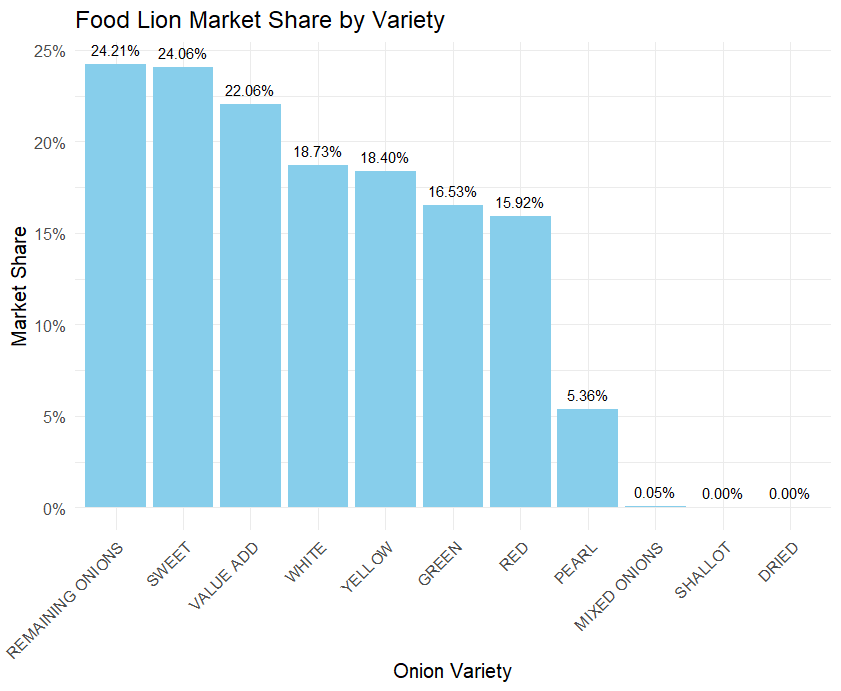 Food Lion Market Share by Variety
Market Share
25%
20%
15%
10%
5%
0%
24.21%
24.06%
22.06%
18.73%
18.40%
16.53%
15.92%
5.36%
0.05%
0.00%
0.00%
REMAINING ONIONS
SWEET
VALUE ADD
WHITE
YELLOW
GREEN
RED
PEARL
MIXED ONIONS
SHALLOT
DRIED
Onion Variety